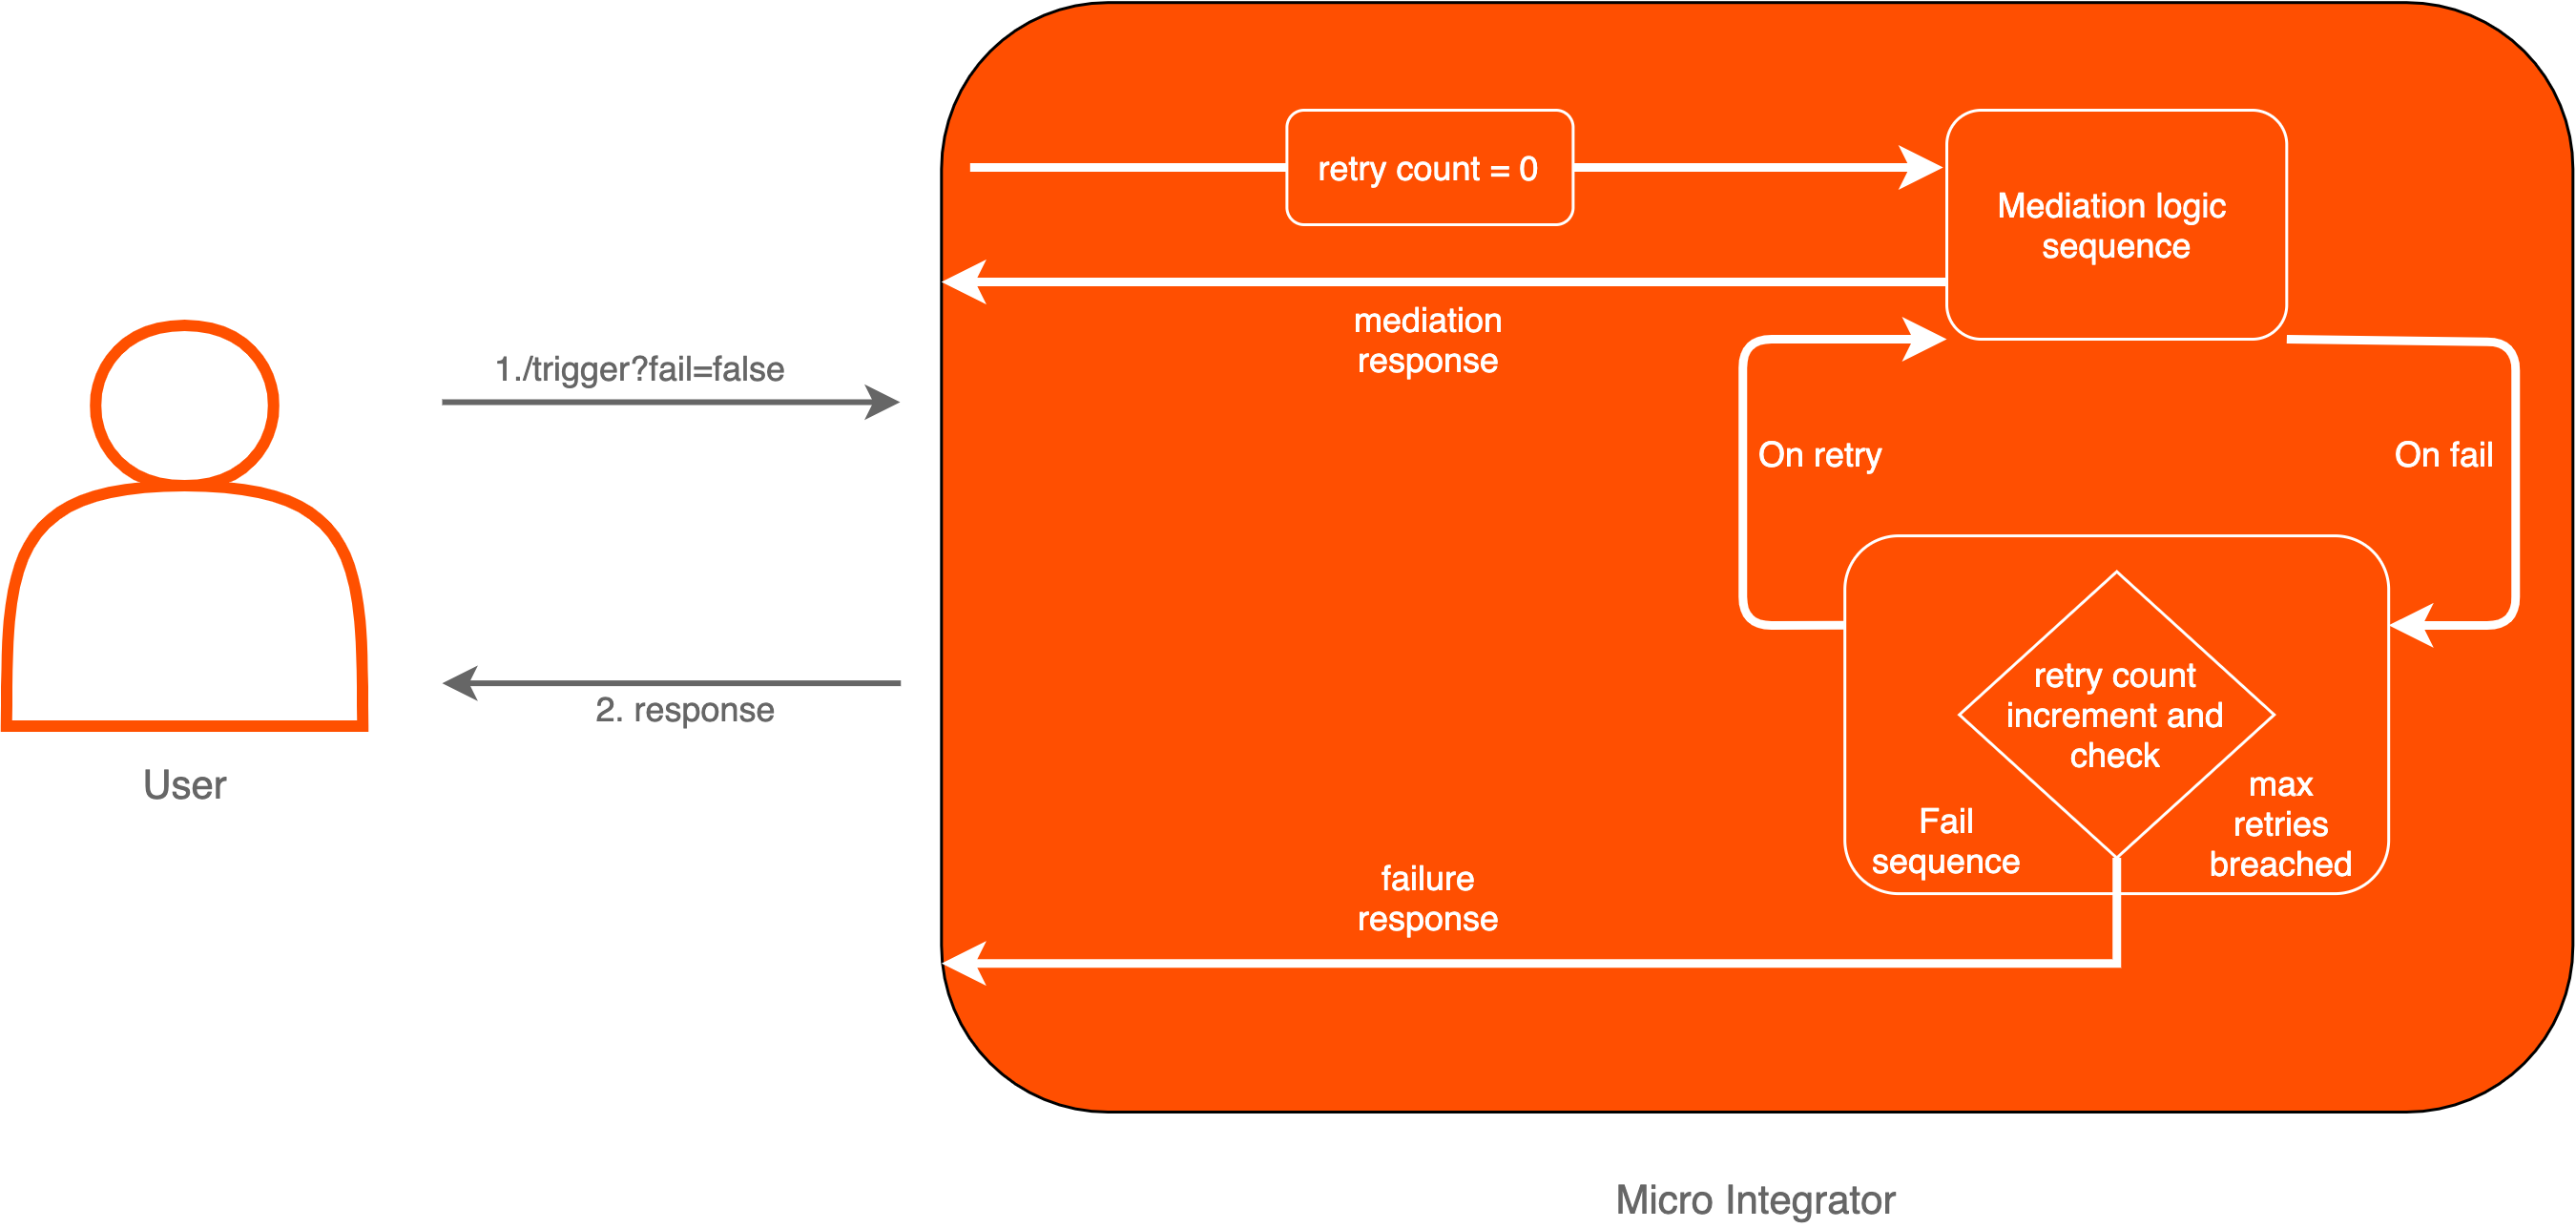 retry count = 0
Mediation logic
sequence
mediation
response
1./trigger?fail=false
On retry
On fail
retry count
increment and
check
2. response
User
max
retries
breached
Fail
sequence
failure
response
Micro Integrator